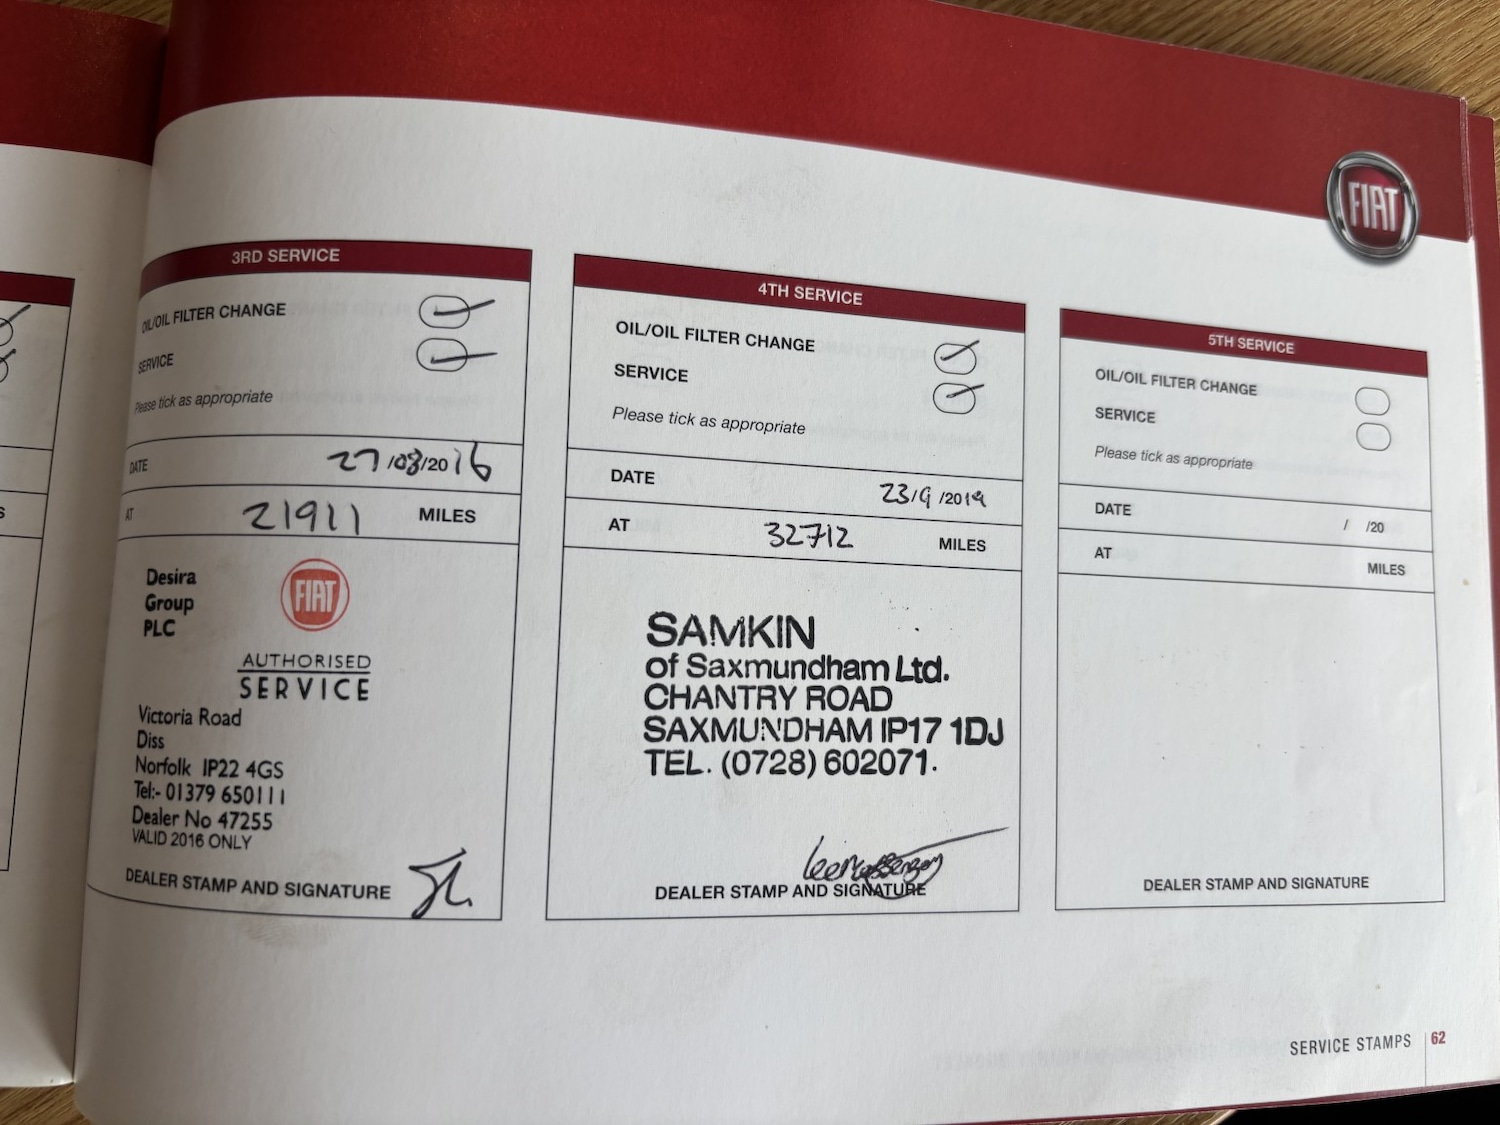 FIAT
3RD SERVICE
OIL/OIL FILTER CHANGE
SERVICE
Please tick as appropriate
DATE 27/08/2016
AT 21911 MILES
Desira
Group
PLC
FIAT
AUTHORISED
SERVICE
Victoria Road
Diss
Norfolk IP22 4GS
Tel:- 01379 650111
Dealer No 47255
VALID 2016 ONLY
DEALER STAMP AND SIGNATURE
4TH SERVICE
OIL/OIL FILTER CHANGE
SERVICE
Please tick as appropriate
DATE 23/9/2019
AT 32712 MILES
SAMKIN
of Saxmundham Ltd.
CHANTRY ROAD
SAXMUNDHAM IP17 1DJ
TEL. (0728) 602071.
DEALER STAMP AND SIGNATURE
5TH SERVICE
OIL/OIL FILTER CHANGE
SERVICE
Please tick as appropriate
DATE / /20
AT MILES
DEALER STAMP AND SIGNATURE
SERVICE STAMPS 62